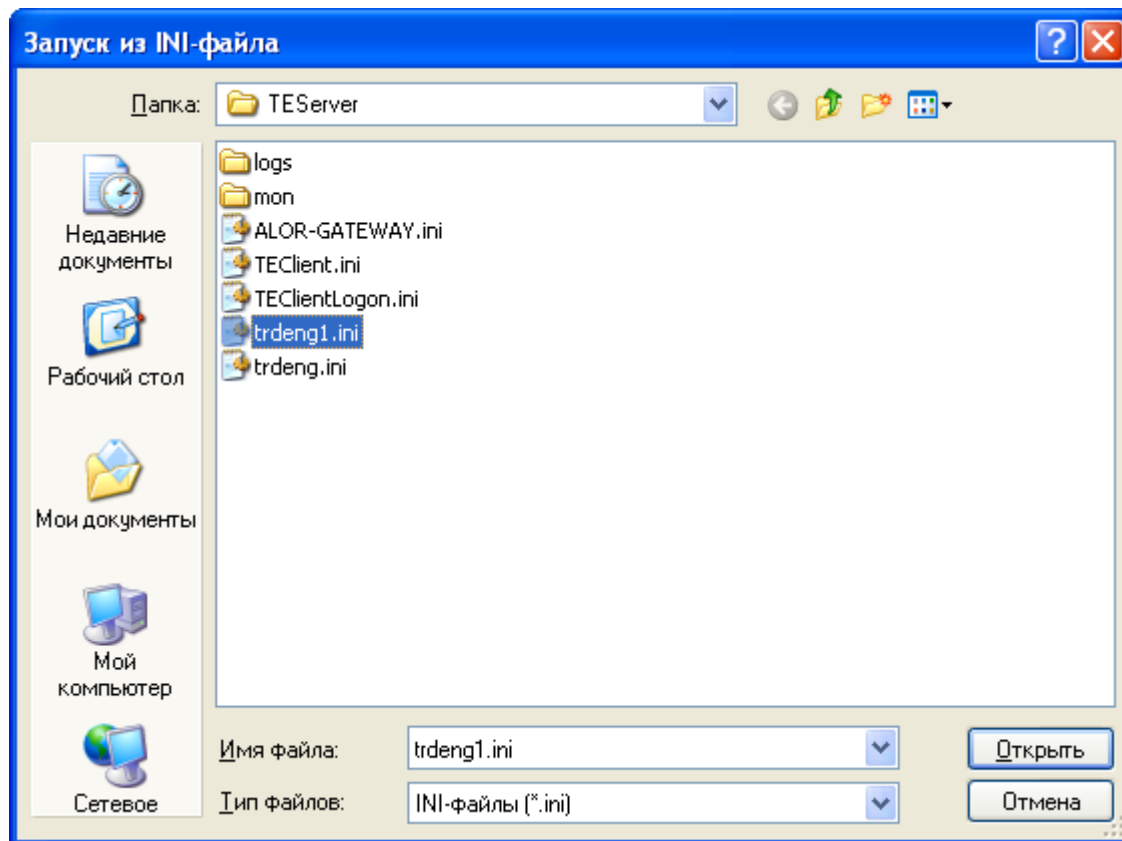 Запуск из INI-файла
Папка:
TEServer
logs
mon
ALOR-GATEWAY.ini
TEClient.ini
TEClientLogon.ini
trdeng1.ini
trdeng.ini
Недавние
документы
Рабочий стол
Мои документы
Мой
компьютер
Сетевое
Имя файла:
trdeng1.ini
Открыть
Тип файлов:
INI-файлы (*.ini)
Отмена